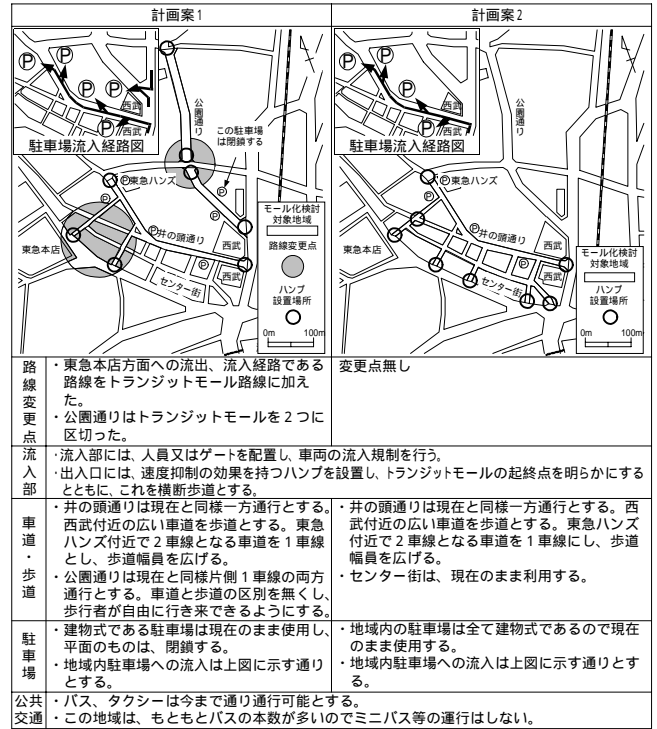 計画案1
計画案2
P
P
P
P
西武
西武
駐車場流入経路図
公園通り
この駐車場
は閉鎖する
P
P
P東急ハンズ
P井の頭通り
西武
西武
P
東急本店
センター街
モール化検討
対象地域
路線変更点
ハンプ
設置場所
0m 100m
P
P
P
P
西武
西武
駐車場流入経路図
公園通り
P東急ハンズ
P井の頭通り
西武
西武
P
東急本店
センター街
モール化検討
対象地域
ハンプ
設置場所
0m 100m
路線変更点
・東急本店方面への流出、流入経路である
路線をトランジットモール路線に加え
た。
・公園通りはトランジットモールを2つに
区切った。
変更点無し
流入部
・流入部には、人員又はゲートを配置し、車両の流入規制を行う。
・出入口には、速度抑制の効果を持つハンプを設置し、トランジットモールの起終点を明らかにする
とともに、これを横断歩道とする。
車道・歩道
・井の頭通りは現在と同様一方通行とする。
西武付近の広い車道を歩道とする。東急
ハンズ付近で2車線となる車道を1車線
とし、歩道幅員を広げる。
・公園通りは現在と同様片側1車線の両方
通行とする。車道と歩道の区別を無くし、
歩行者が自由に行き来できるようにする。
・井の頭通りは現在と同様一方通行とする。西
武付近の広い車道を歩道とする。東急ハンズ
付近で2車線となる車道を1車線にし、歩道
幅員を広げる。
・センター街は、現在のまま利用する。
駐車場
・建物式である駐車場は現在のまま使用し、
平面のものは、閉鎖する。
・地域内駐車場への流入は上図に示す通り
とする。
・地域内の駐車場は全て建物式であるので現在
のまま使用する。
・地域内駐車場への流入は上図に示す通りとす
る。
公共
交通
・バス、タクシーは今まで通り通行可能とする。
・この地域は、もともとバスの本数が多いのでミニバス等の運行はしない。